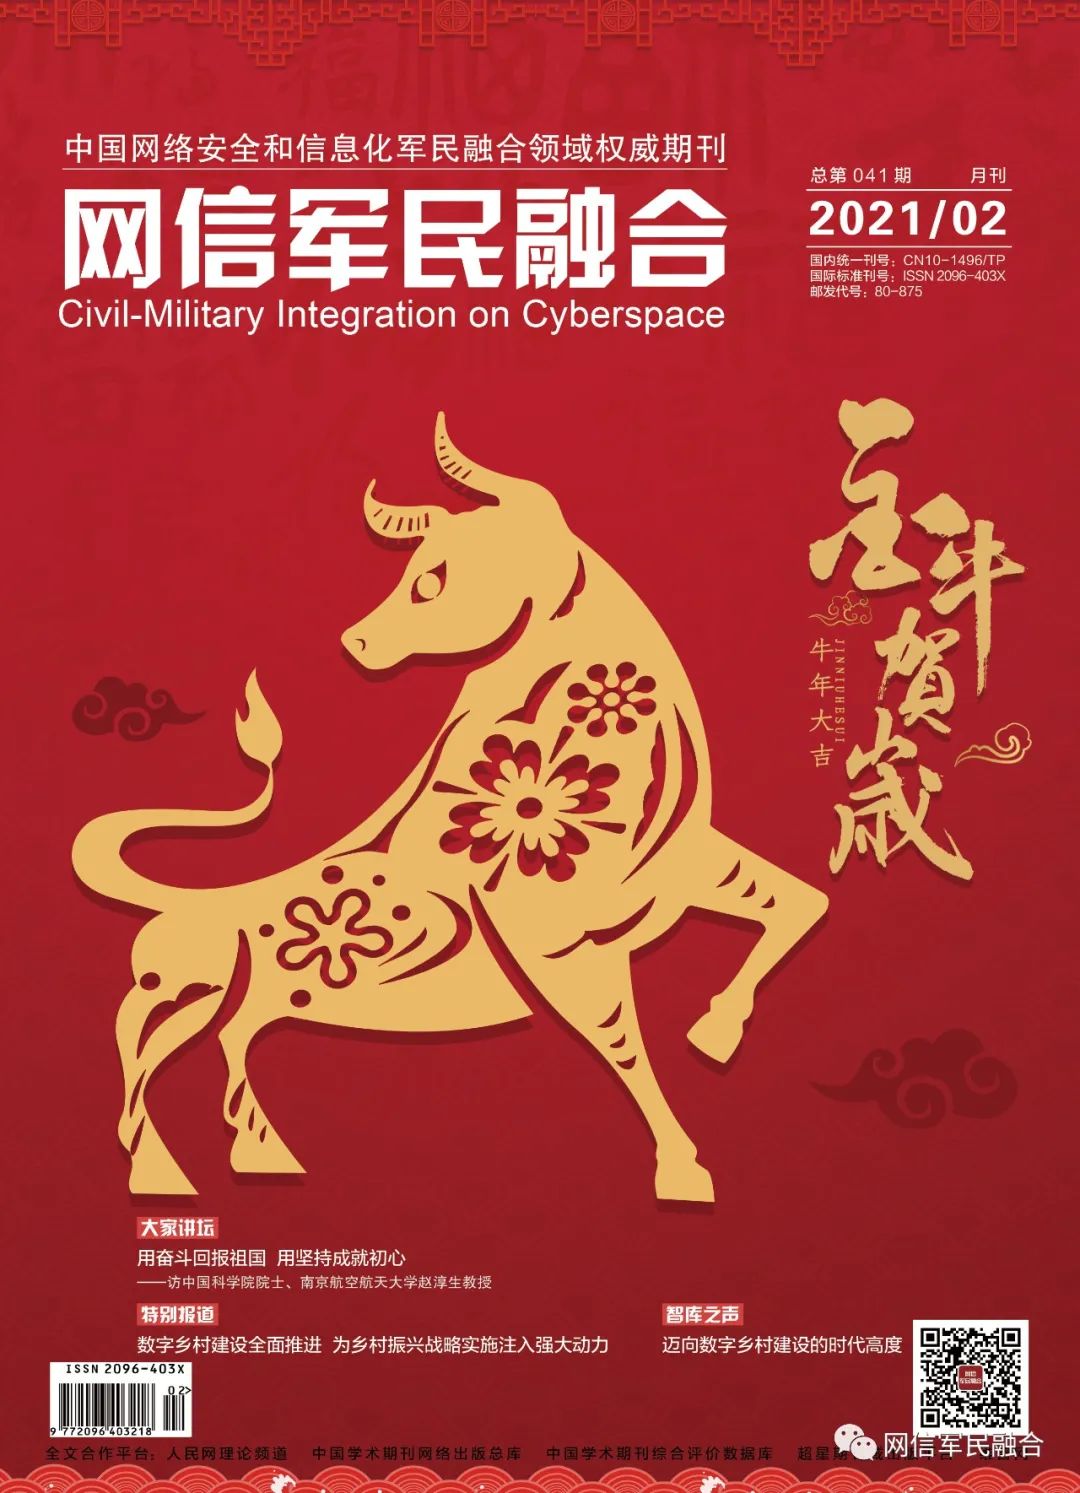 中国网络安全和信息化军民融合领域权威期刊
网信军民融合
Civil-Military Integration on Cyberspace
总第 041 期 月刊
2021/02
国内统一刊号：CN10-1496/TP
国际标准刊号：ISSN 2096-403X
邮发代号：80-875
賀歲
牛年大吉
JINNIUHESUI
大家讲坛
用奋斗回报祖国 用坚持成就初心
——访中国科学院院士、南京航空航天大学赵淳生教授
特别报道
数字乡村建设全面推进 为乡村振兴战略实施注入强大动力
智库之声
迈向数字乡村建设的时代高度
ISSN 2096-403X
02>
9 772096 403218
网信军民融合
全文合作平台：人民网理论频道 中国学术期刊网络出版总库 中国学术期刊综合评价数据库 超星期